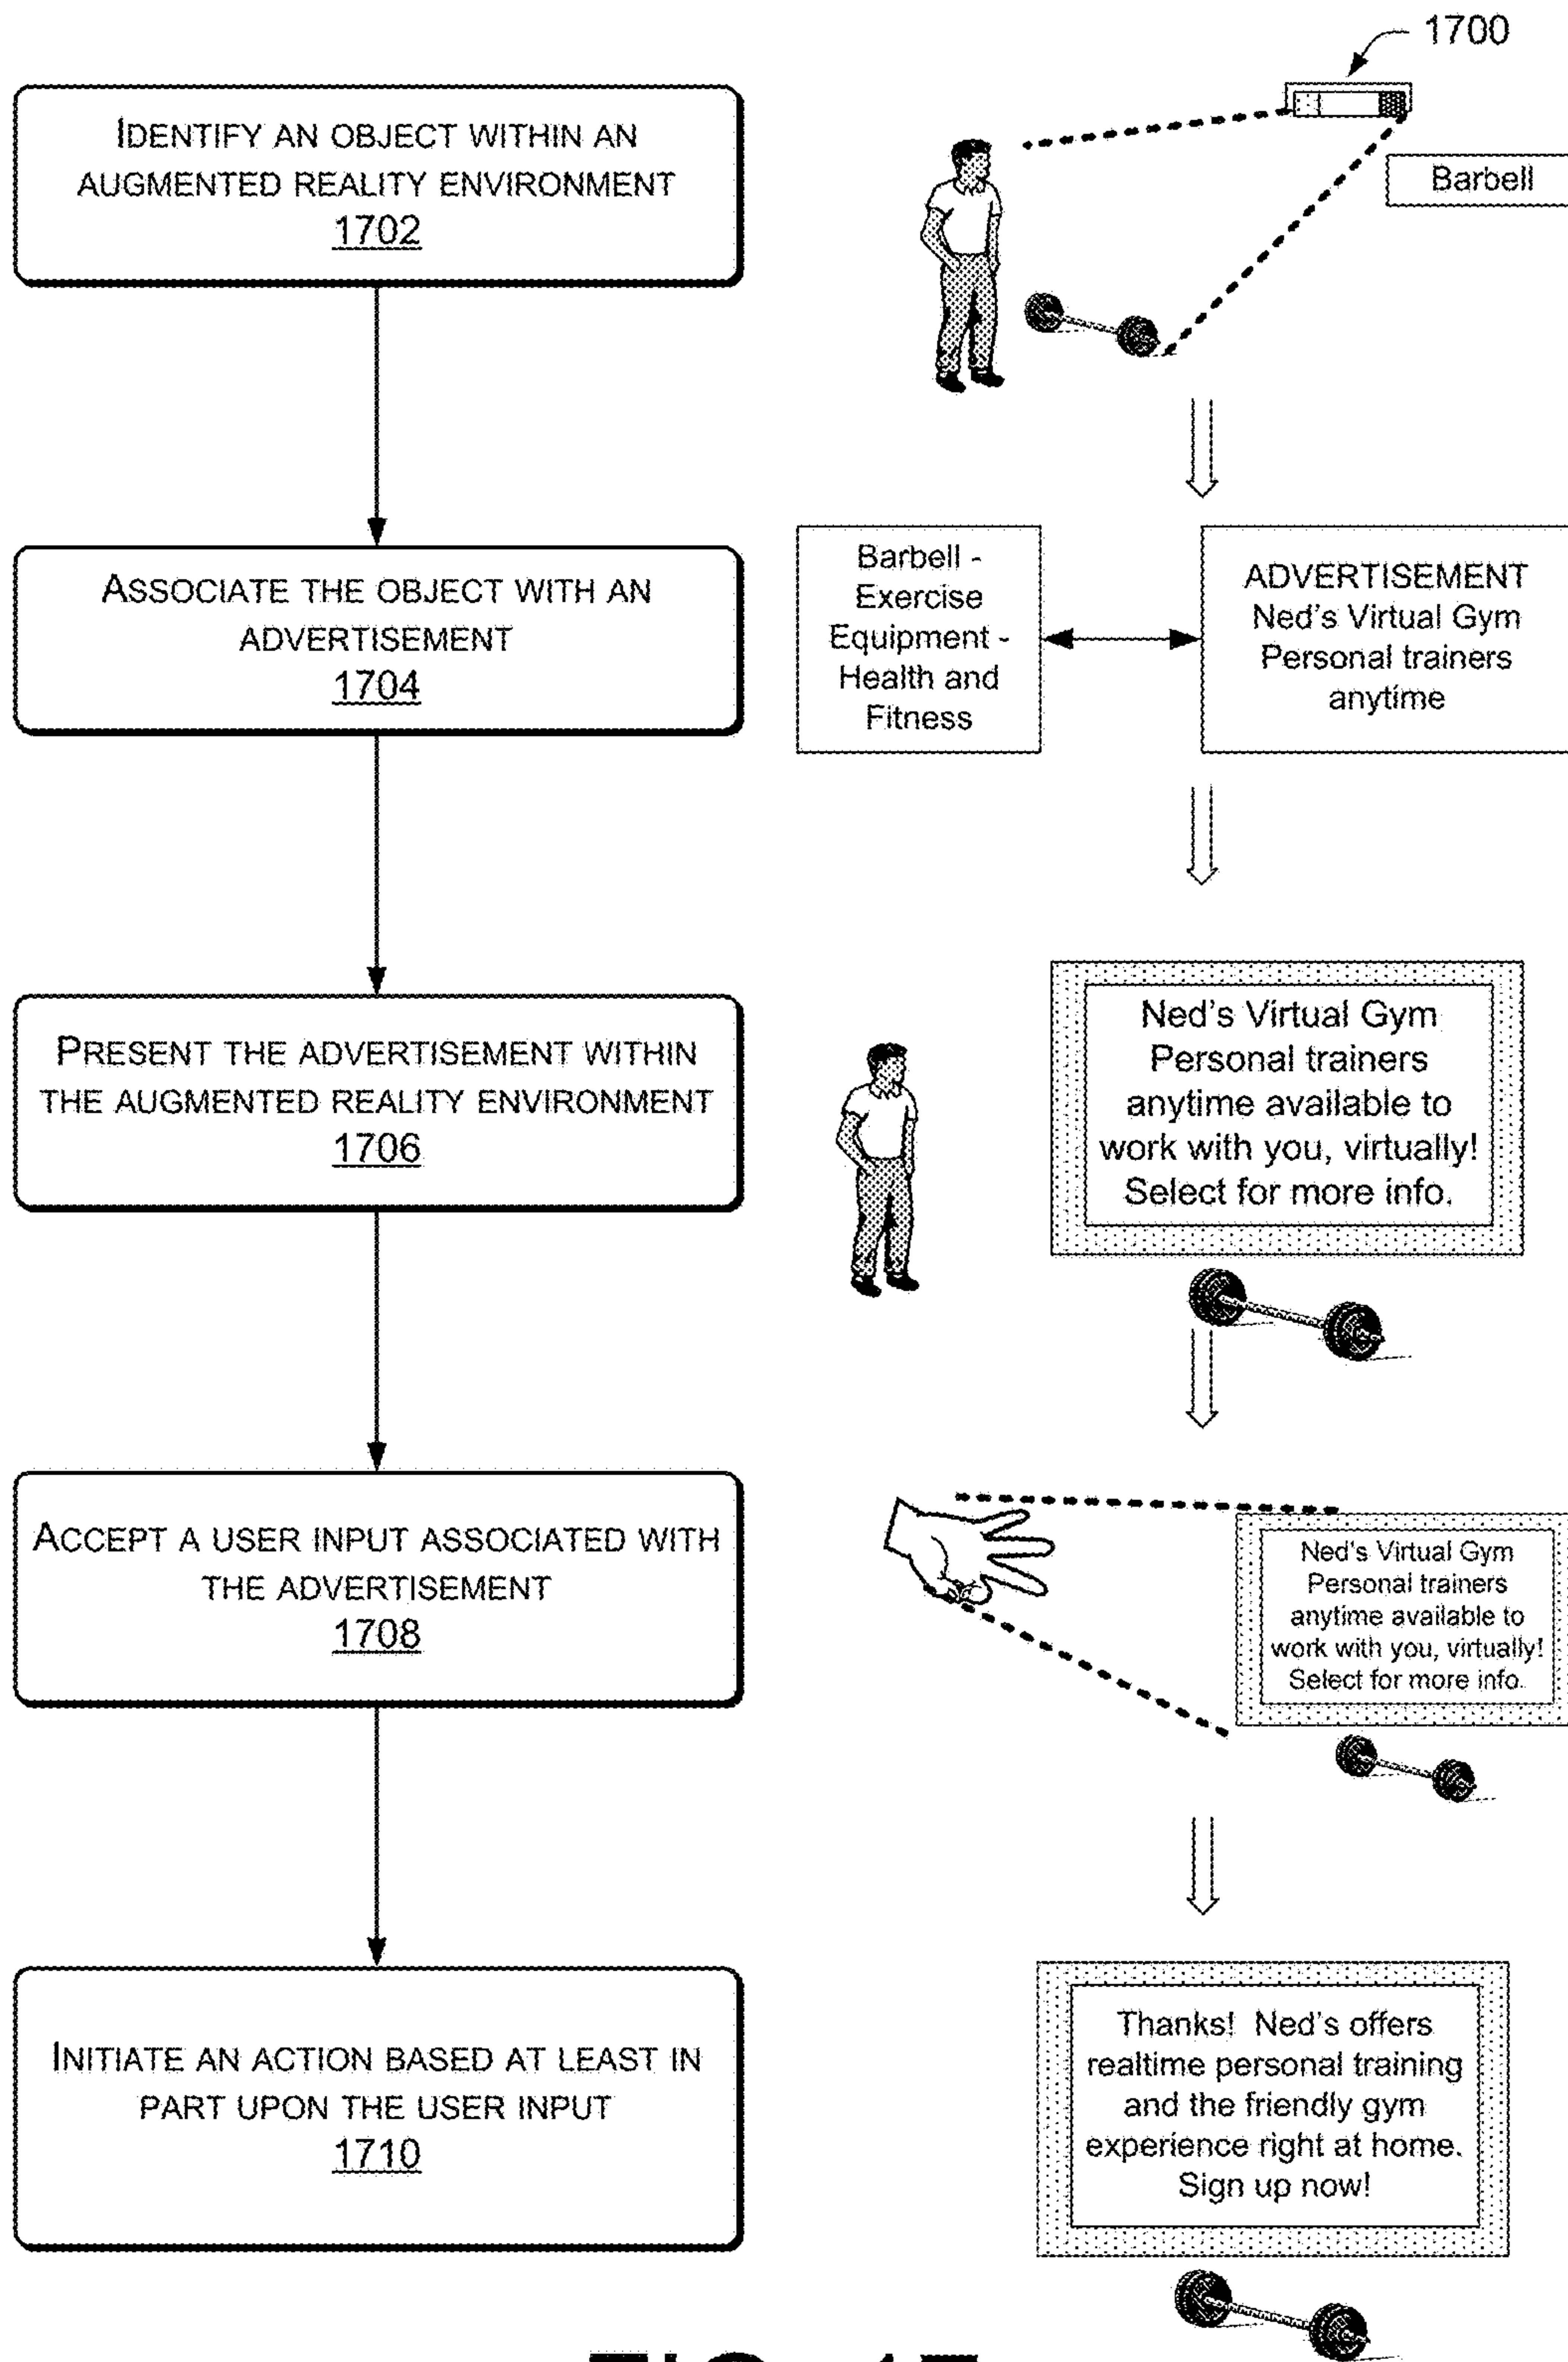 1700
IDENTIFY AN OBJECT WITHIN AN
AUGMENTED REALITY ENVIRONMENT
1702
Barbell
ASSOCIATE THE OBJECT WITH AN
ADVERTISEMENT
1704
Barbell -
Exercise
Equipment -
Health and
Fitness
ADVERTISEMENT
Ned's Virtual Gym
Personal trainers
anytime
PRESENT THE ADVERTISEMENT WITHIN
THE AUGMENTED REALITY ENVIRONMENT
1706
Ned's Virtual Gym
Personal trainers
anytime available to
work with you, virtually!
Select for more info.
ACCEPT A USER INPUT ASSOCIATED WITH
THE ADVERTISEMENT
1708
Ned's Virtual Gym
Personal trainers
anytime available to
work with you, virtually!
Select for more info.
INITIATE AN ACTION BASED AT LEAST IN
PART UPON THE USER INPUT
1710
Thanks! Ned's offers
realtime personal training
and the friendly gym
experience right at home.
Sign up now!